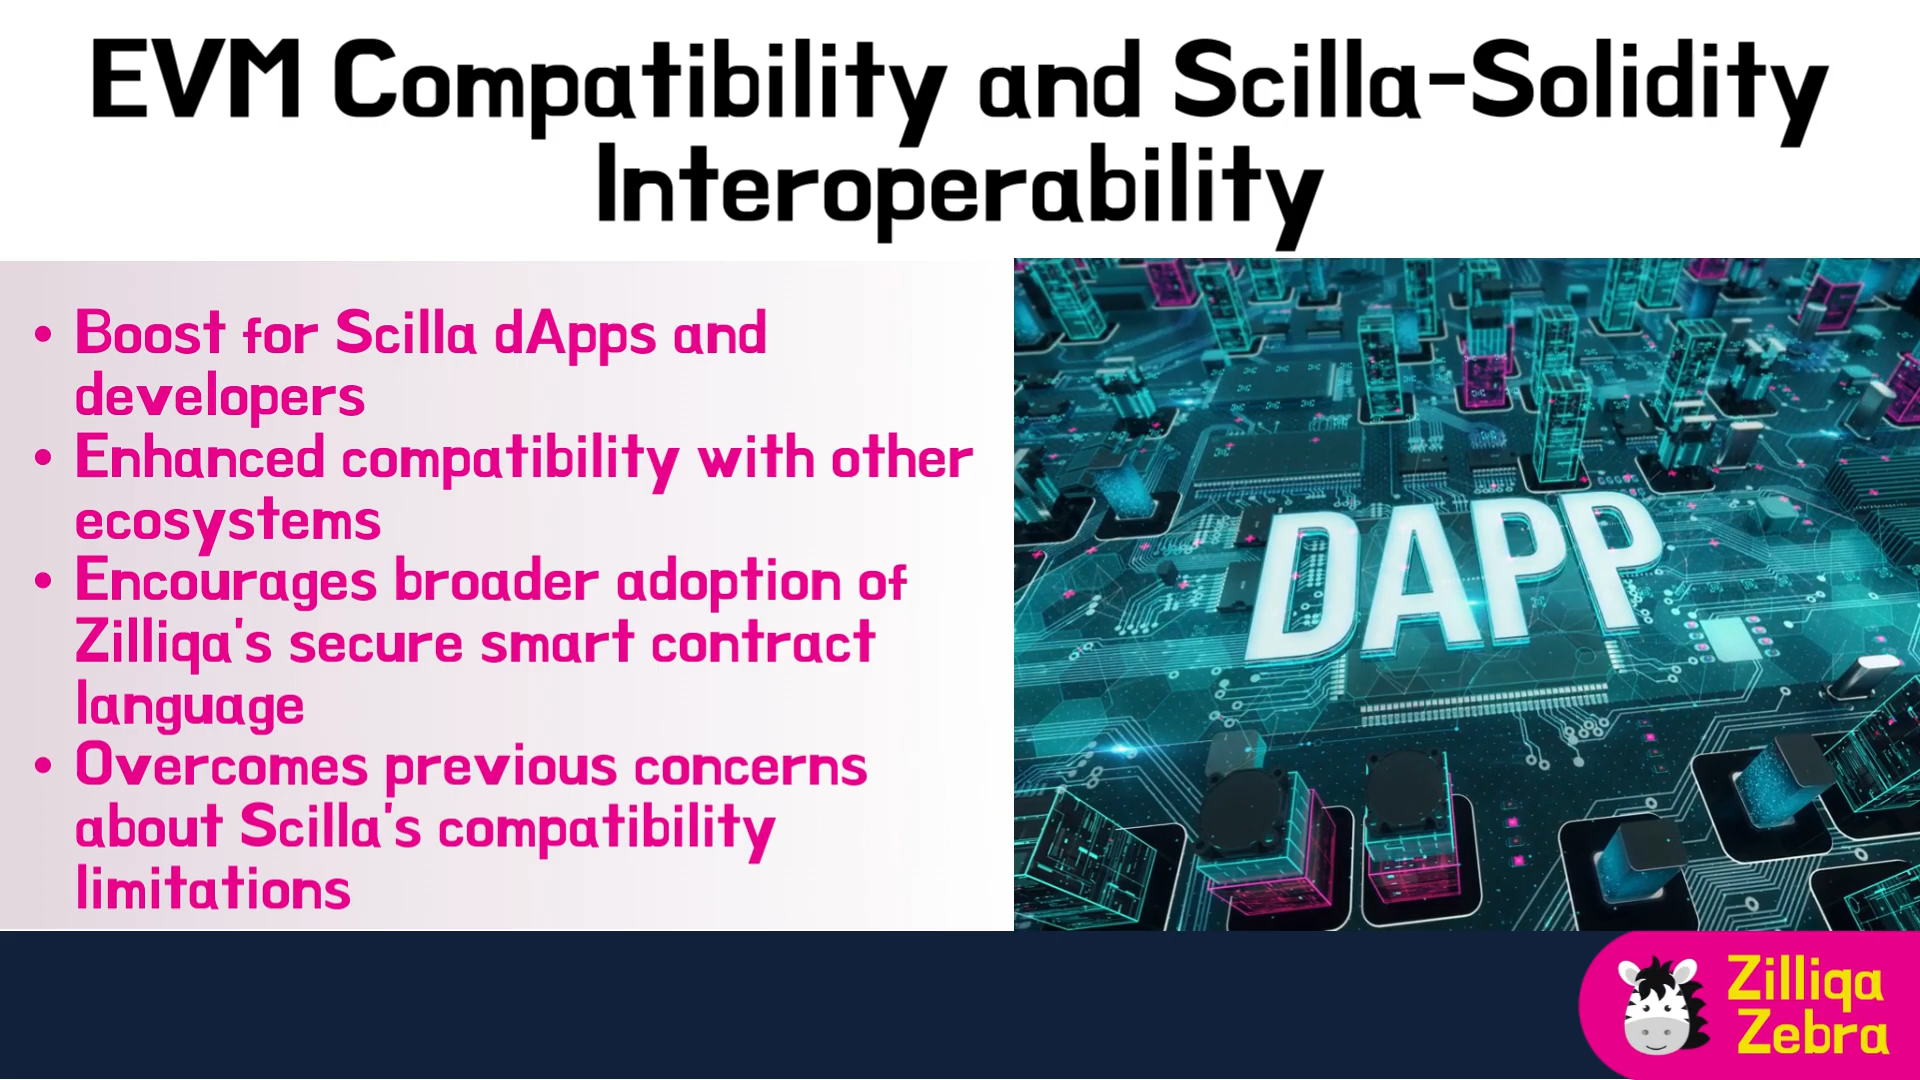 EVM Compatibility and Scilla-Solidity
Interoperability
• Boost for Scilla dApps and
developers
• Enhanced compatibility with other
ecosystems
• Encourages broader adoption of
Zilliqa's secure smart contract
language
• Overcomes previous concerns
about Scilla's compatibility
limitations
DAPP
Zilliqa
Zebra